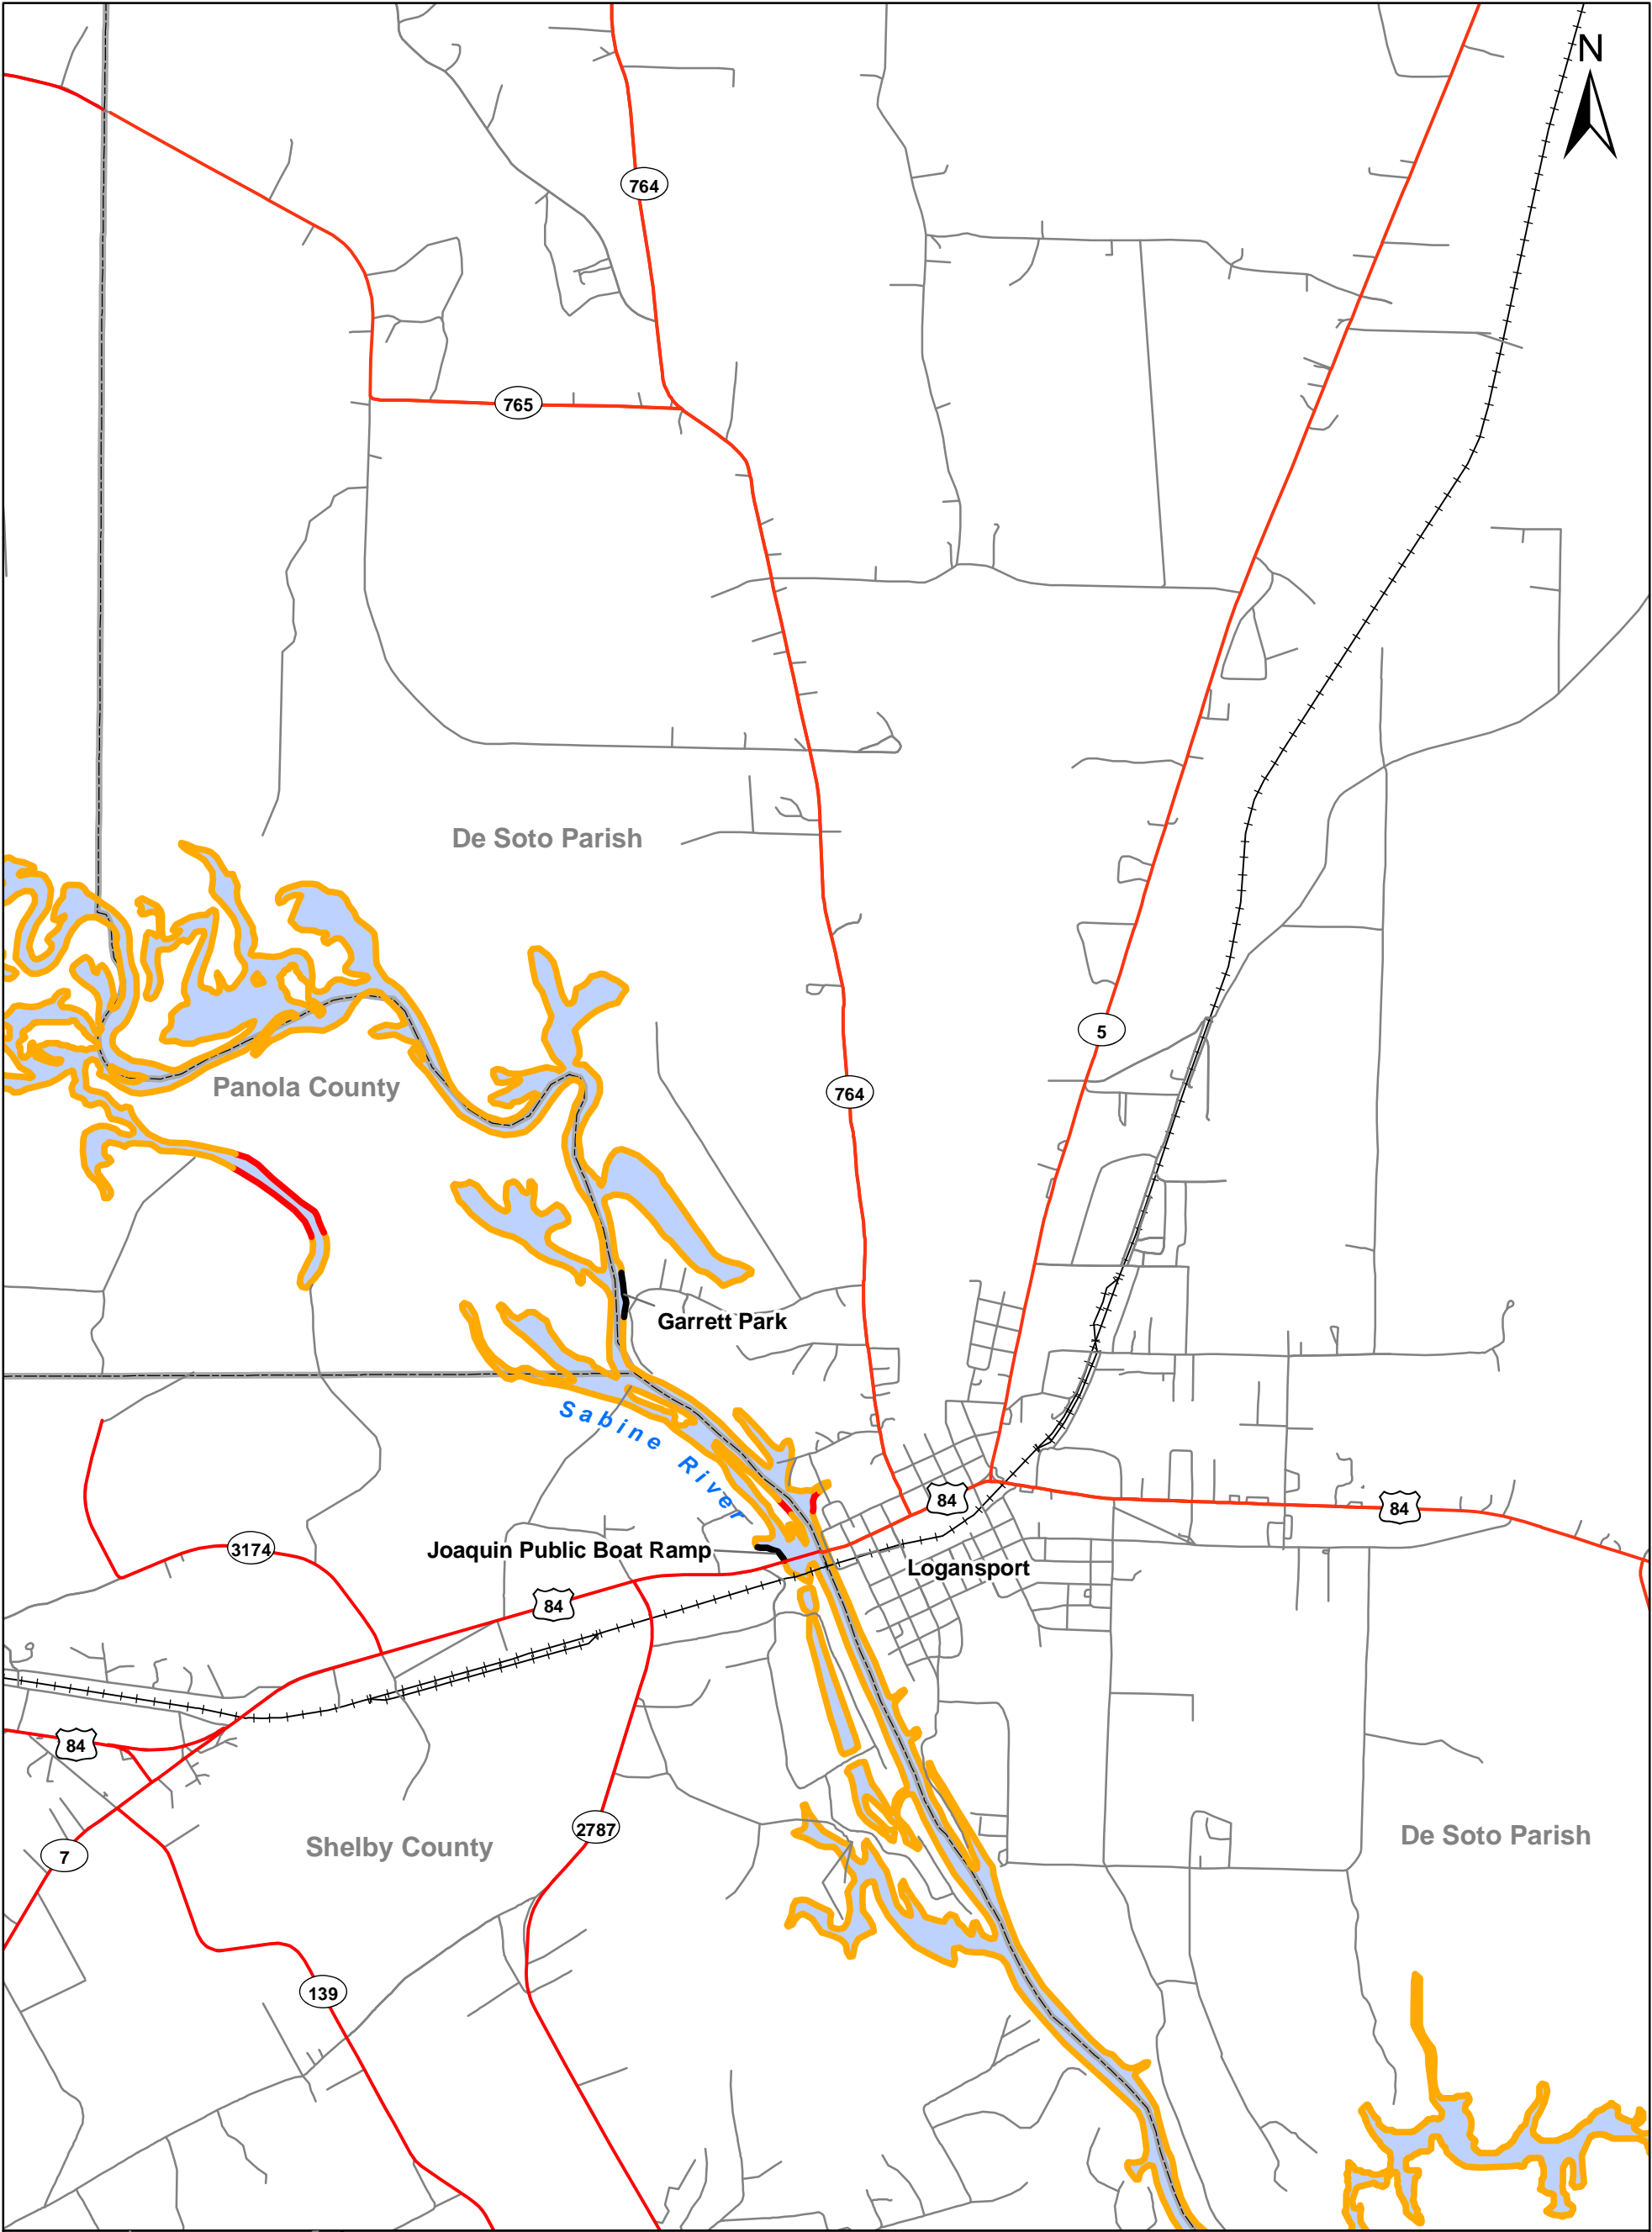 N
764
765
De Soto Parish
5
Panola County
764
Garrett Park
Sabine River
84
84
3174
Joaquin Public Boat Ramp
Logansport
84
84
2787
De Soto Parish
Shelby County
7
139